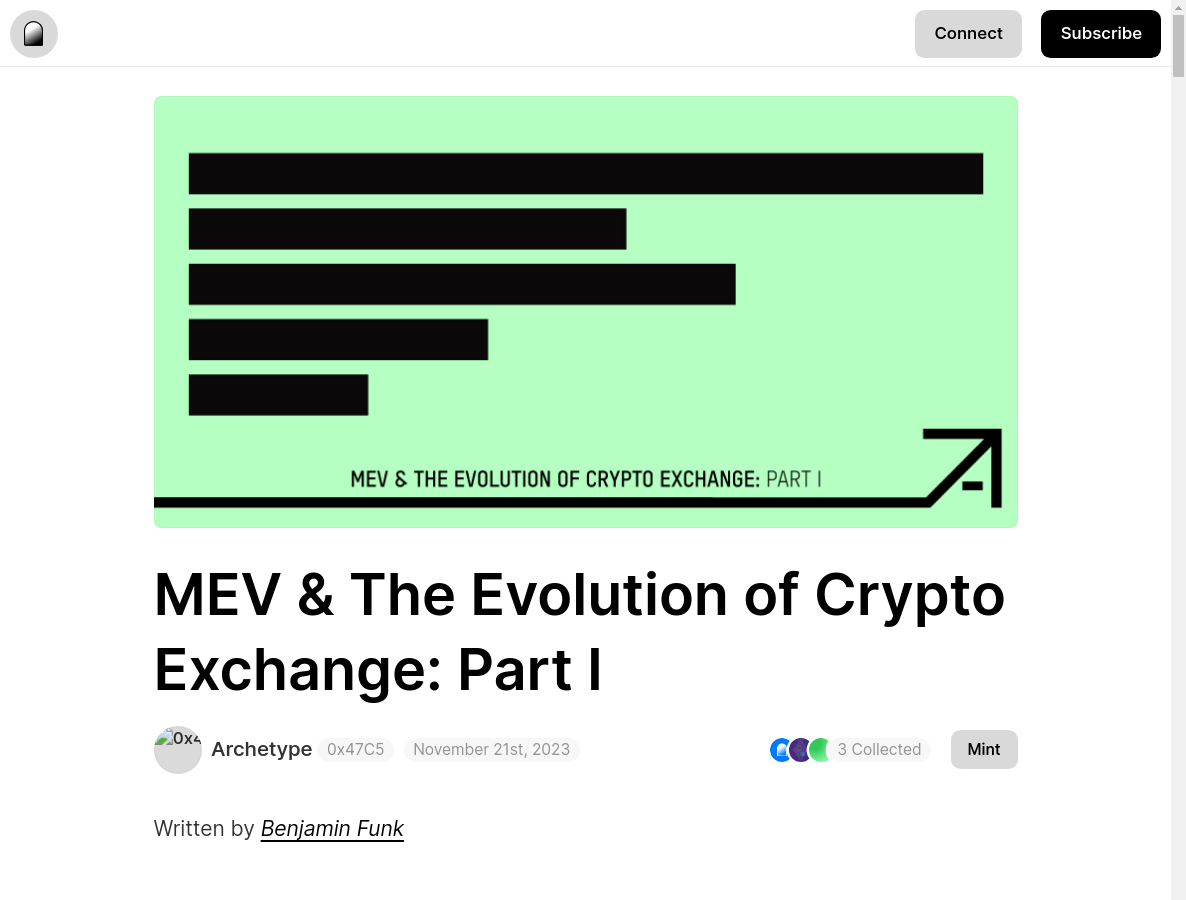 Connect
Subscribe
MEV & THE EVOLUTION OF CRYPTO EXCHANGE: PART I
MEV & The Evolution of Crypto
Exchange: Part I
0x4
Archetype
0x47C5
November 21st, 2023
3 Collected
Mint
Written by Benjamin Funk